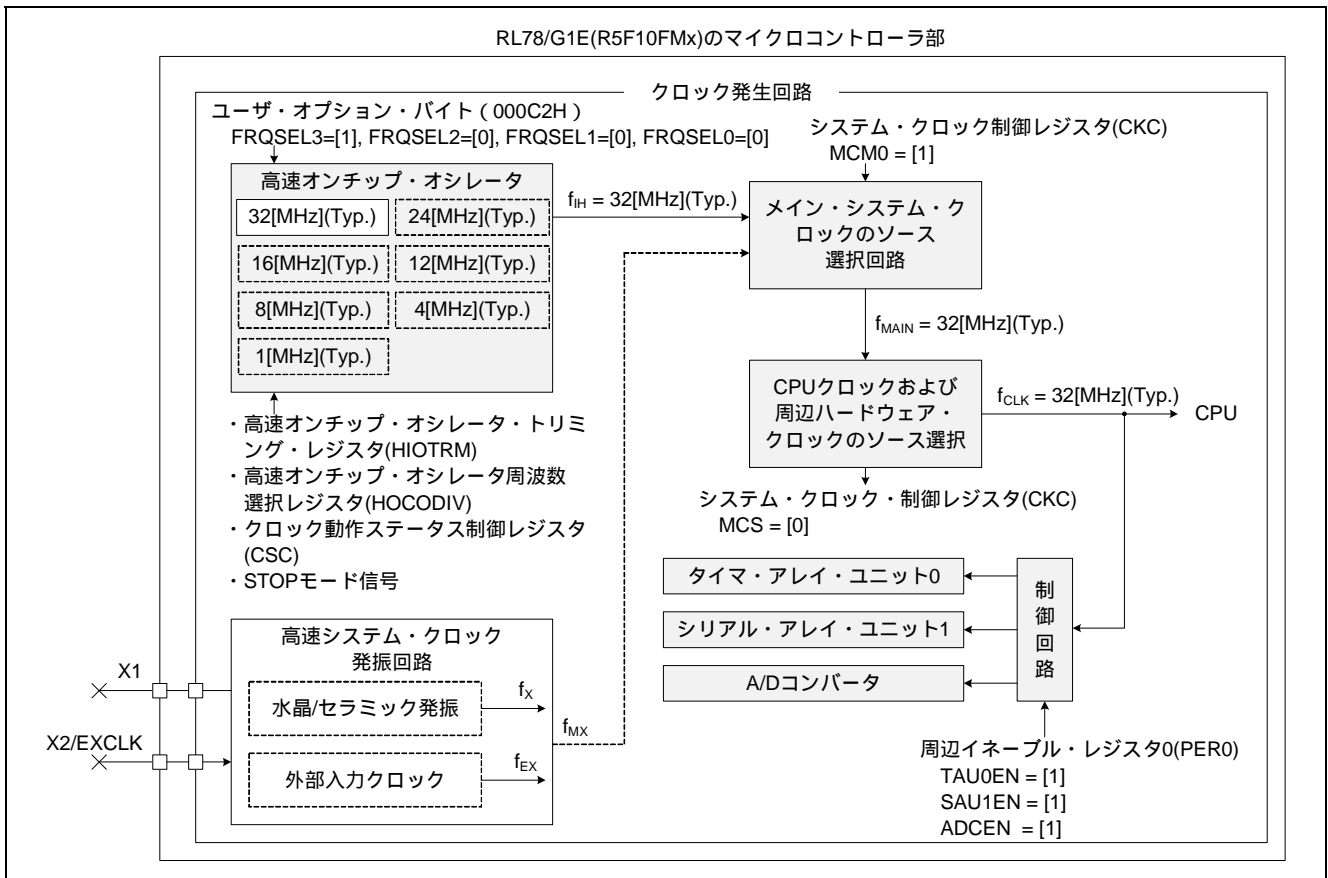 RL78/G1E(R5F10FMx)のマイクロコントローラ部
クロック発生回路
ユーザ・オプション・バイト(000C2H)
FRQSEL3=[1], FRQSEL2=[0], FRQSEL1=[0], FRQSEL0=[0]
高速オンチップ・オシレータ
32[MHz](Typ.)
24[MHz](Typ.)
16[MHz](Typ.)
12[MHz](Typ.)
8[MHz](Typ.)
4[MHz](Typ.)
1[MHz](Typ.)
fIH = 32[MHz](Typ.)
システム・クロック制御レジスタ(CKC)
MCM0 = [1]
メイン・システム・ク
ロックのソース
選択回路
fMAIN = 32[MHz](Typ.)
CPUクロックおよび
周辺ハードウェア・
クロックのソース選択
fCLK = 32[MHz](Typ.)
CPU
システム・クロック・制御レジスタ(CKC)
MCS = [0]
・高速オンチップ・オシレータ・トリミ
ング・レジスタ(HIOTRM)
・高速オンチップ・オシレータ周波数
選択レジスタ(HOCODIV)
・クロック動作ステータス制御レジスタ
(CSC)
・STOPモード信号
タイマ・アレイ・ユニット0
シリアル・アレイ・ユニット1
A/Dコンバータ
制
御
回
路
高速システム・クロック
発振回路
X1
水晶/セラミック発振
fX
fMX
X2/EXCLK
外部入力クロック
fEX
周辺イネーブル・レジスタ0(PER0)
TAU0EN = [1]
SAU1EN = [1]
ADCEN = [1]